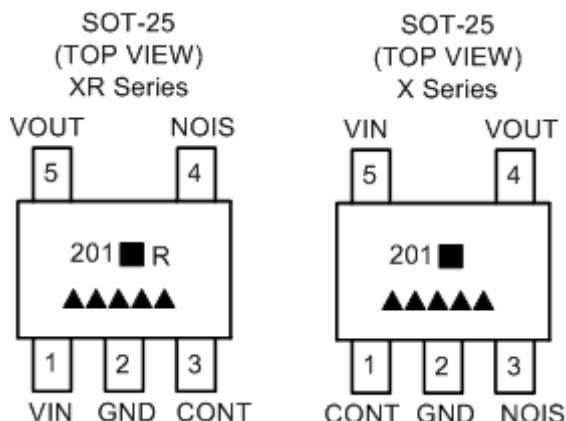 SOT-25
(TOP VIEW)
XR Series
VOUT NOIS
5 4
201■ R
▲▲▲▲▲
1 2 3
VIN GND CONT
SOT-25
(TOP VIEW)
X Series
VIN VOUT
5 4
201■
▲▲▲▲▲
1 2 3
CONT GND NOIS